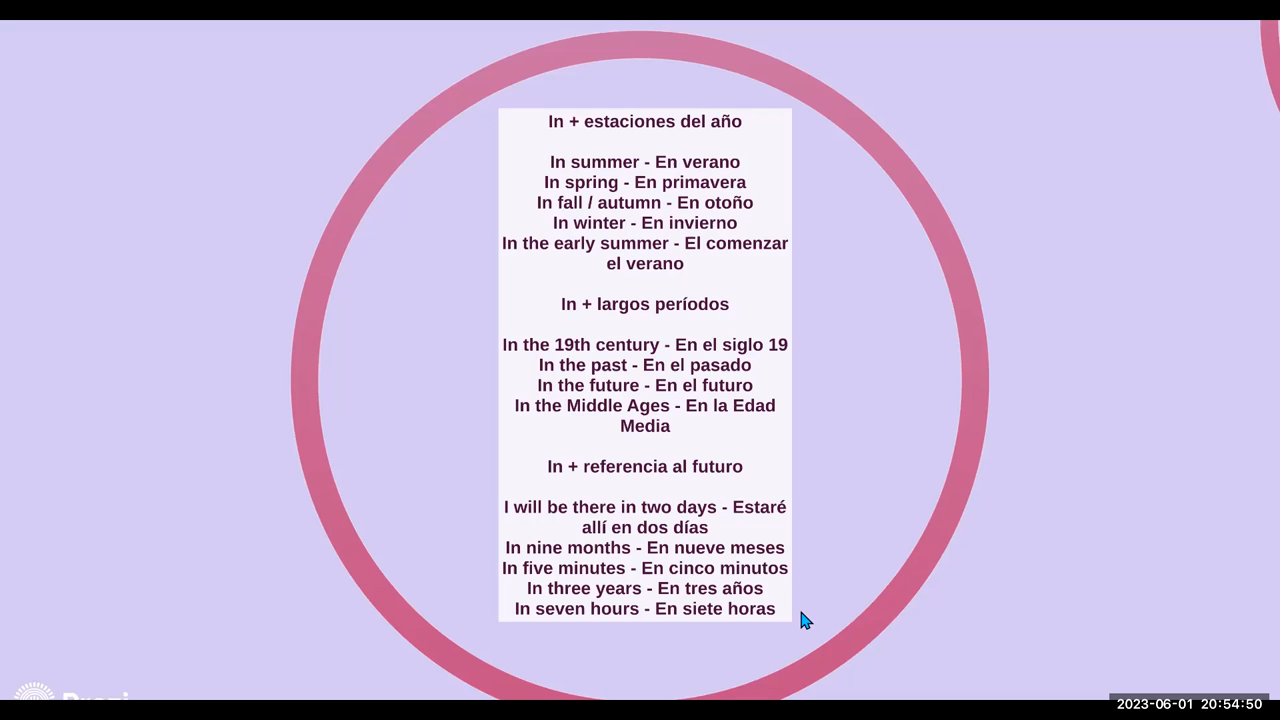 In + estaciones del año
In summer - En verano
In spring - En primavera
In fall / autumn - En otoño
In winter - En invierno
In the early summer - El comenzar
el verano
In + largos períodos
In the 19th century - En el siglo 19
In the past - En el pasado
In the future - En el futuro
In the Middle Ages - En la Edad
Media
In + referencia al futuro
I will be there in two days - Estaré
allí en dos días
In nine months - En nueve meses
In five minutes - En cinco minutos
In three years - En tres años
In seven hours - En siete horas
2023-06-01 20:54:50